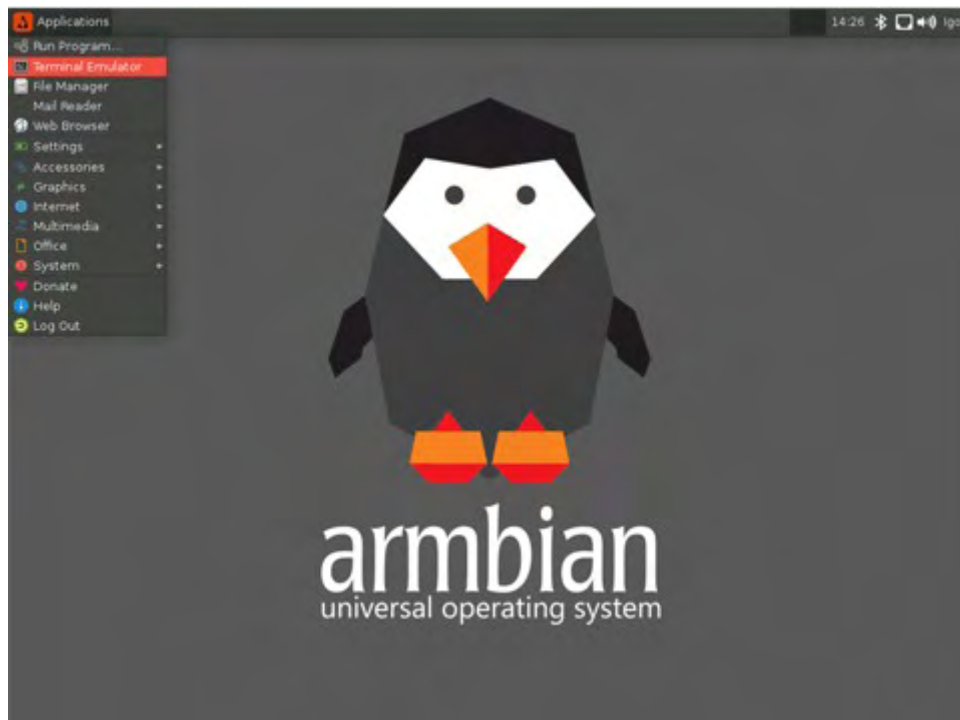 Applications
14:26
Igo
Run Program...
Terminal Emulator
File Manager
Mail Reader
Web Browser
Settings
Accessories
Graphics
Internet
Multimedia
Office
System
Donate
Help
Log Out
armbian
universal operating system